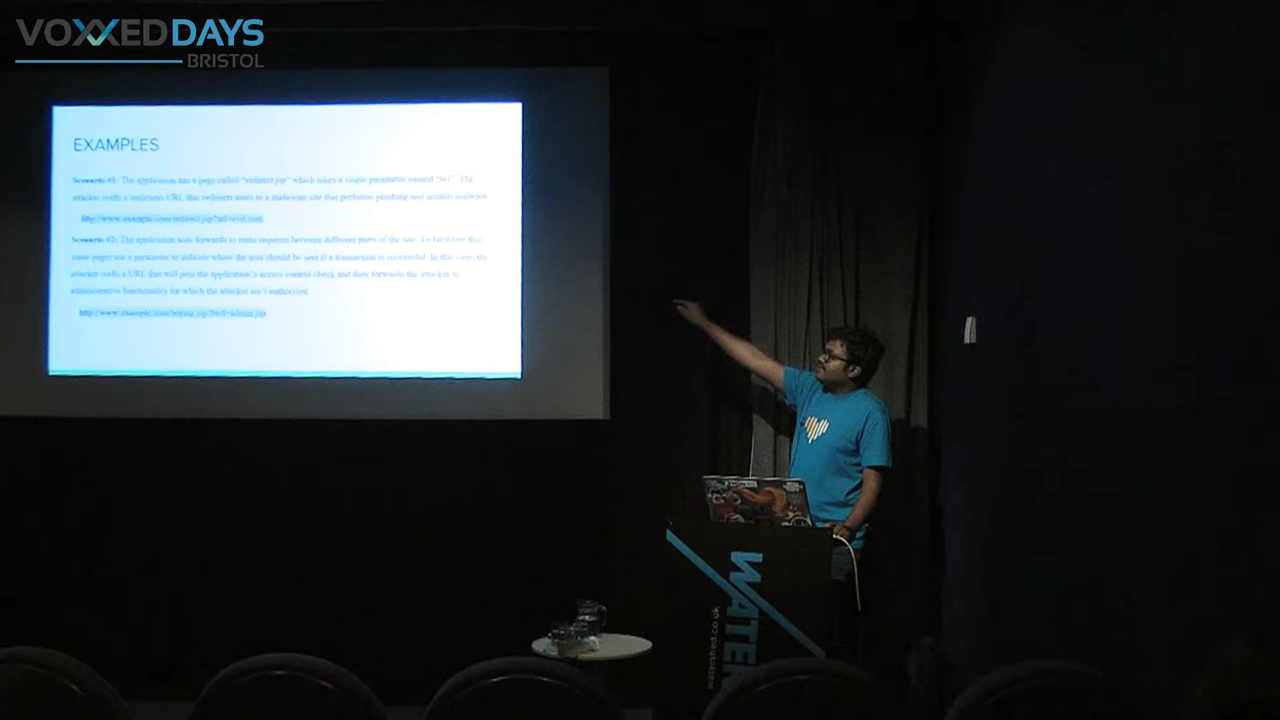 VOXXEDDAYS
BRISTOL
EXAMPLES
Scenario #1: The application has a page called "redirect.jsp" which takes a single parameter named "url". The
attacker crafts a malicious URL that redirects users to a malicious site that performs phishing and installs malware.
http://www.example.com/redirect.jsp?url=evil.com
Scenario #2: The application uses forwards to route requests between different parts of the site. To facilitate this
some pages use a parameter to indicate where the user should be sent if a transaction is successful. In this case, the
attacker crafts a URL that will pass the application's access control check and then forwards the attacker to
administrative functionality for which the attacker isn't authorized.
http://www.example.com/boring.jsp?fwd=admin.jsp
WATER
watershed.co.uk